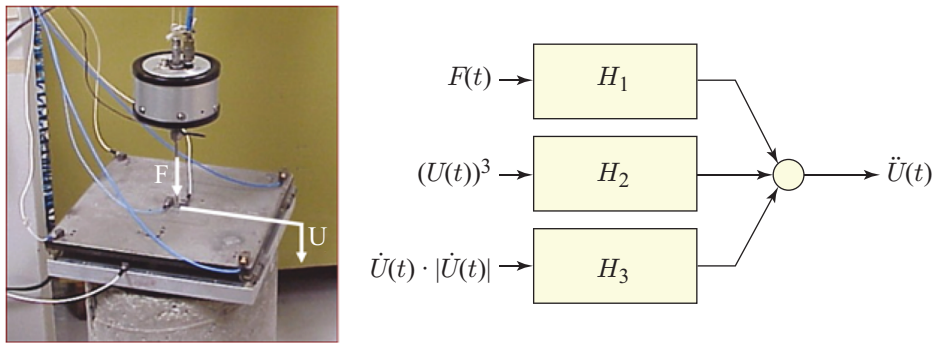 F
U
F(t)
H1
(U(t))³
H2
Ü(t)
U̇(t) · |U̇(t)|
H3